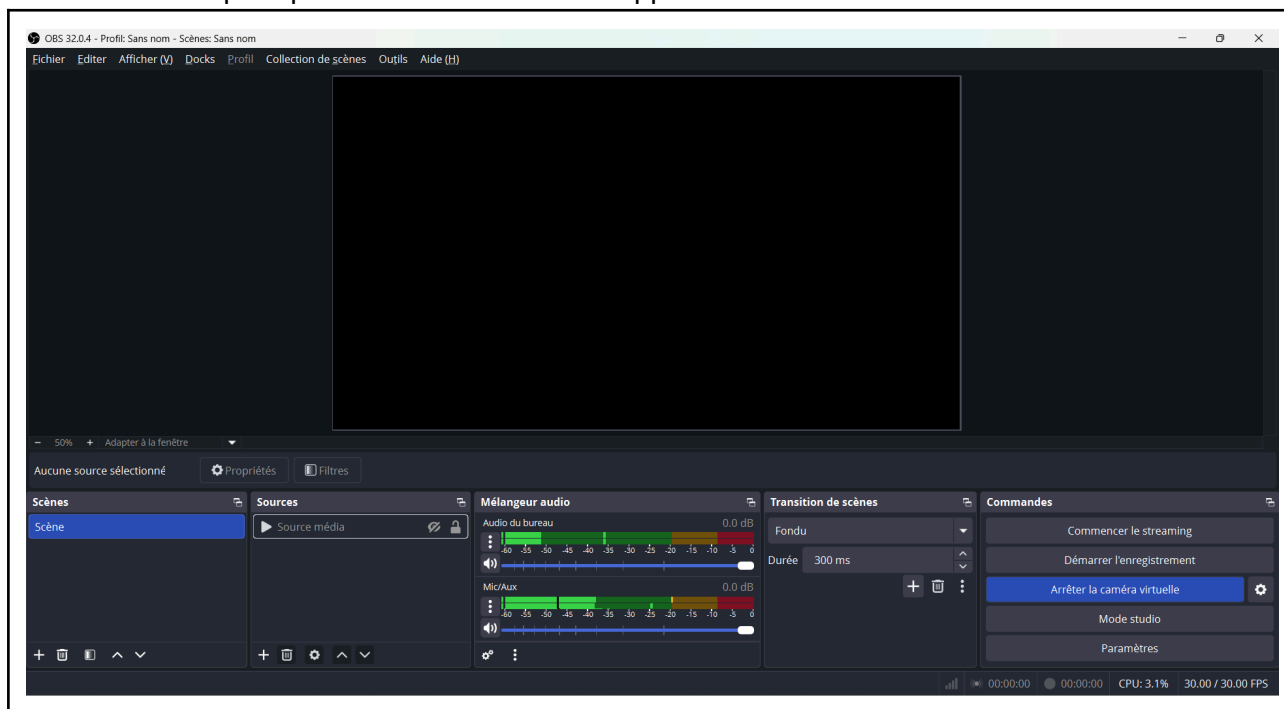 OBS 32.0.4 - Profil: Sans nom - Scènes: Sans nom
Fichier Editer Afficher (V) Docks Profil Collection de scènes Outils Aide (H)
50% Adapter à la fenêtre
Aucune source sélectionné Propriétés Filtres
Scènes Sources Mélangeur audio Transition de scènes Commandes
Scène
Source média
Audio du bureau 0.0 dB
-60 -55 -50 -45 -40 -35 -30 -25 -20 -15 -10 -5 0
Mic/Aux 0.0 dB
-60 -55 -50 -45 -40 -35 -30 -25 -20 -15 -10 -5 0
Fondu
Durée 300 ms
Commencer le streaming
Démarrer l'enregistrement
Arrêter la caméra virtuelle
Mode studio
Paramètres
00:00:00 00:00:00 CPU: 3.1% 30.00 / 30.00 FPS